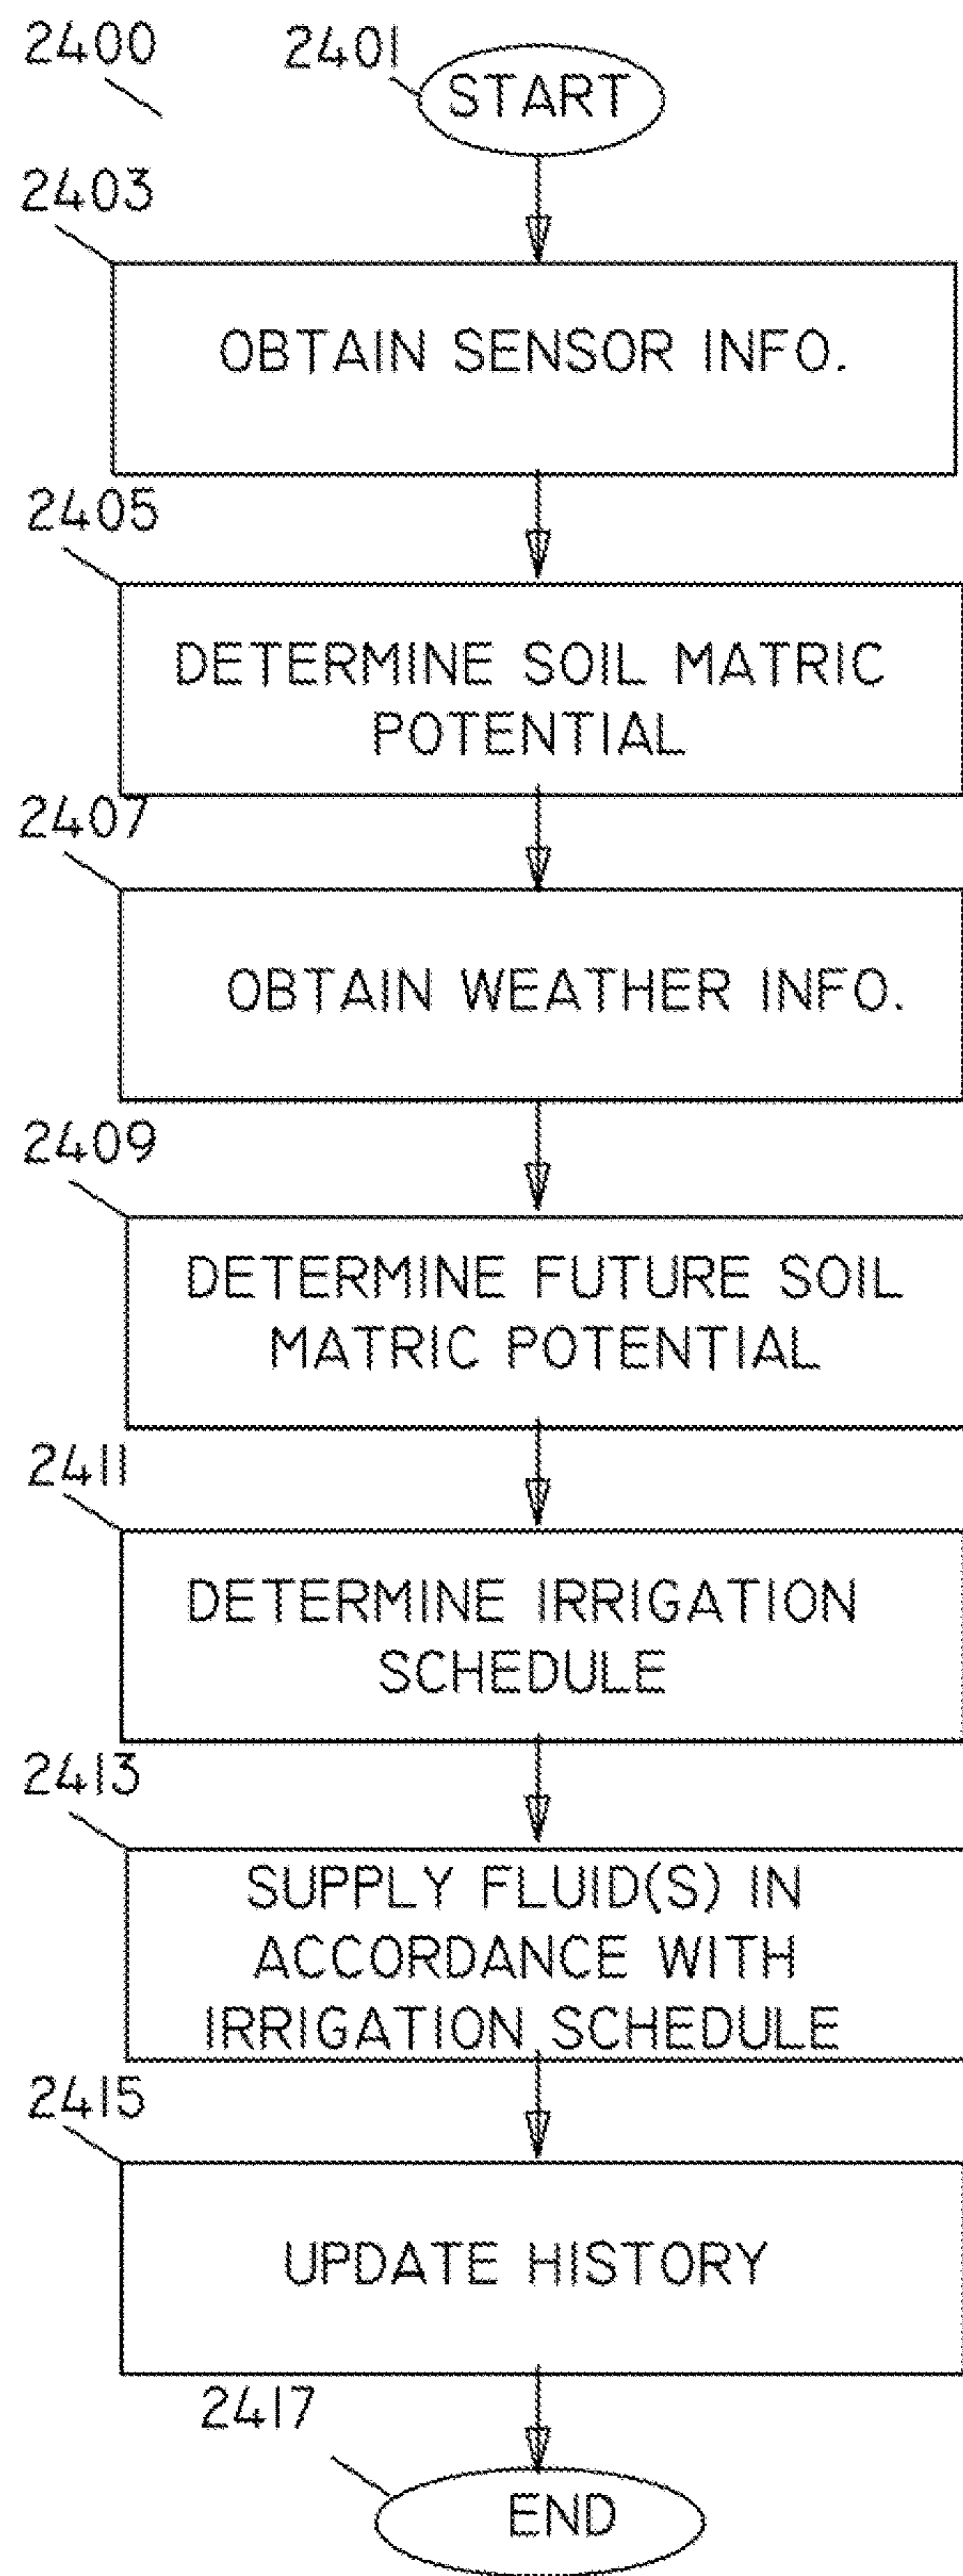 2400
2401
START
2403
OBTAIN SENSOR INFO.
2405
DETERMINE SOIL MATRIC
POTENTIAL
2407
OBTAIN WEATHER INFO.
2409
DETERMINE FUTURE SOIL
MATRIC POTENTIAL
2411
DETERMINE IRRIGATION
SCHEDULE
2413
SUPPLY FLUID(S) IN
ACCORDANCE WITH
IRRIGATION SCHEDULE
2415
UPDATE HISTORY
2417
END